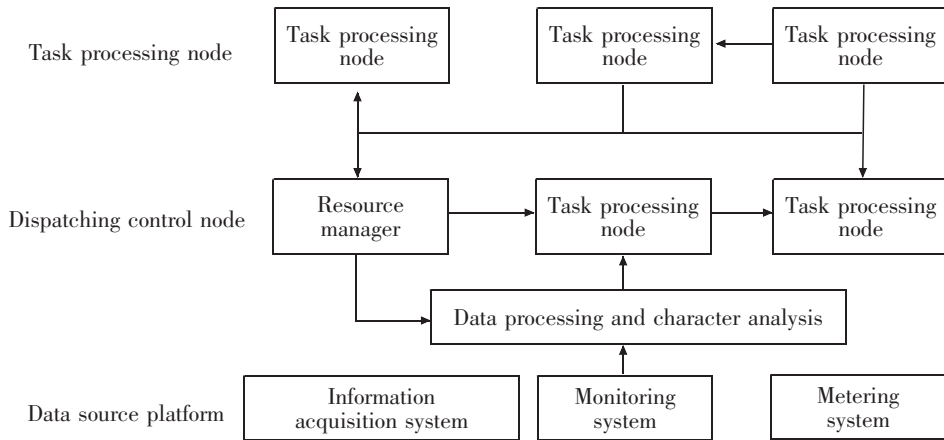 Task processing node
Task processing
node
Task processing
node
Task processing
node
Dispatching control node
Resource
manager
Task processing
node
Task processing
node
Data processing and character analysis
Data source platform
Information
acquisition system
Monitoring
system
Metering
system